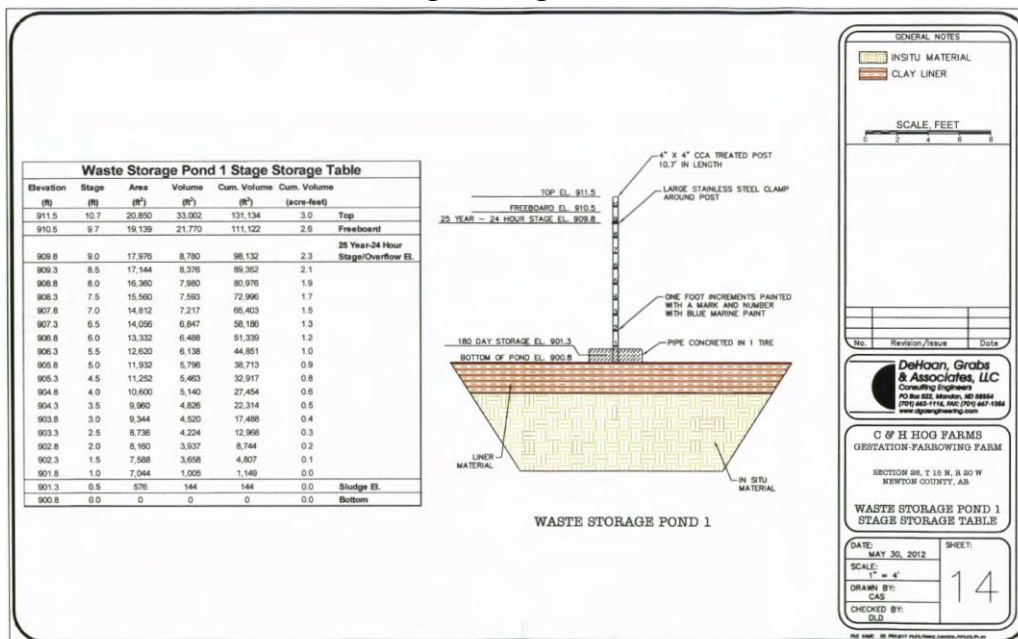 Waste Storage Pond 1 Stage Storage Table
Elevation Stage Area Volume Cum. Volume Cum. Volume
(ft) (ft) (ft²) (ft³) (ft³) (acre-feet)
911.5 10.7 20,850 33,002 131,134 3.0 Top
910.5 9.7 19,139 21,770 111,122 2.6 Freeboard
25 Year-24 Hour
909.8 9.0 17,976 8,780 98,132 2.3 Stage/Overflow El.
909.3 8.5 17,144 8,376 89,352 2.1
908.8 8.0 16,360 7,980 80,976 1.9
908.3 7.5 15,560 7,593 72,996 1.7
907.8 7.0 14,812 7,217 65,403 1.5
907.3 6.5 14,056 6,847 58,186 1.3
906.8 6.0 13,332 6,488 51,339 1.2
906.3 5.5 12,620 6,138 44,851 1.0
905.8 5.0 11,932 5,796 38,713 0.9
905.3 4.5 11,252 5,463 32,917 0.8
904.8 4.0 10,600 5,140 27,454 0.6
904.3 3.5 9,960 4,826 22,314 0.5
903.8 3.0 9,344 4,520 17,488 0.4
903.3 2.5 8,736 4,224 12,968 0.3
902.8 2.0 8,160 3,937 8,744 0.2
902.3 1.5 7,588 3,658 4,807 0.1
901.8 1.0 7,044 1,005 1,149 0.0
901.3 0.5 576 144 144 0.0 Sludge El.
900.8 0.0 0 0 0.0 Bottom
4" X 4" CCA TREATED POST
10.7' IN LENGTH
TOP EL. 911.5
LARGE STAINLESS STEEL CLAMP
AROUND POST
FREEBOARD EL. 910.5
25 YEAR - 24 HOUR STAGE EL. 909.8
ONE FOOT INCREMENTS PAINTED
WITH A MARK AND NUMBER
WITH BLUE MARINE PAINT
180 DAY STORAGE EL. 901.3
PIPE CONCRETED IN 1 TIRE
BOTTOM OF POND EL. 900.8
LINER
MATERIAL
IN SITU
MATERIAL
WASTE STORAGE POND 1
GENERAL NOTES
INSITU MATERIAL
CLAY LINER
SCALE, FEET
0 2 4 6 8
No. Revision/Issue Date
DeHaan, Grabs
& Associates, LLC
Consulting Engineers
PO Box 522, Mandan, ND 58554
(701) 663-1116, FAX: (701) 667-1356
www.dgaengineering.com
C & H HOG FARMS
GESTATION-FARROWING FARM
SECTION 26, T 15 N, R 20 W
NEWTON COUNTY, AR
WASTE STORAGE POND 1
STAGE STORAGE TABLE
DATE:
MAY 30, 2012
SHEET:
14
SCALE:
1" = 4'
DRAWN BY:
CAS
CHECKED BY:
DLD